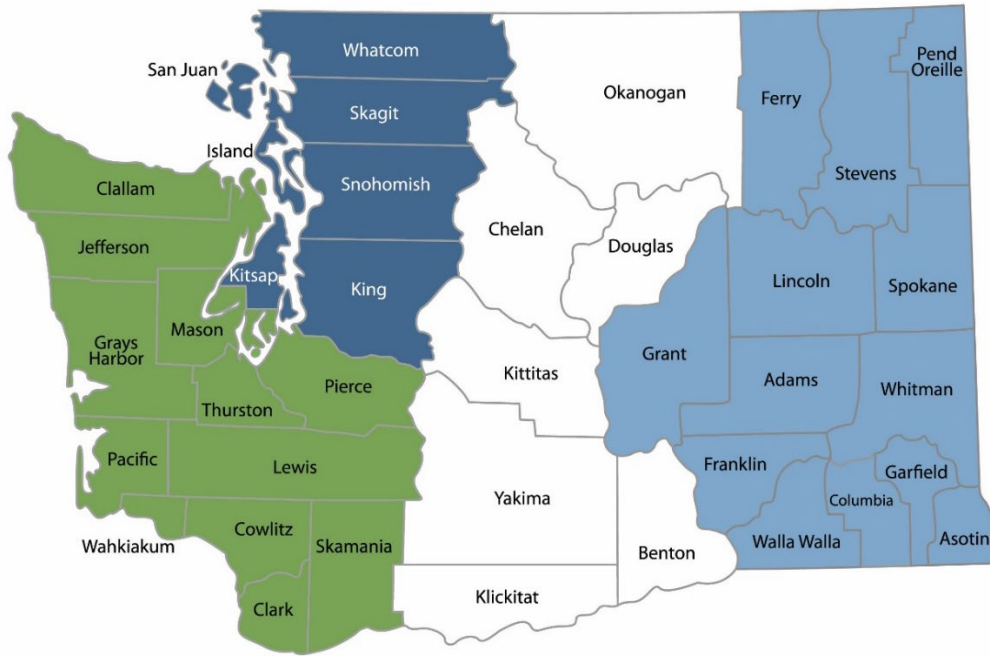 Whatcom
San Juan
Skagit
Okanogan
Ferry
Pend
Oreille
Stevens
Island
Snohomish
Clallam
Jefferson
Chelan
Douglas
Kitsap
King
Lincoln
Spokane
Mason
Grays
Harbor
Kittitas
Grant
Adams
Whitman
Pierce
Thurston
Pacific
Lewis
Franklin
Garfield
Yakima
Columbia
Wahkiakum
Cowlitz
Skamania
Benton
Walla Walla
Asotin
Klickitat
Clark